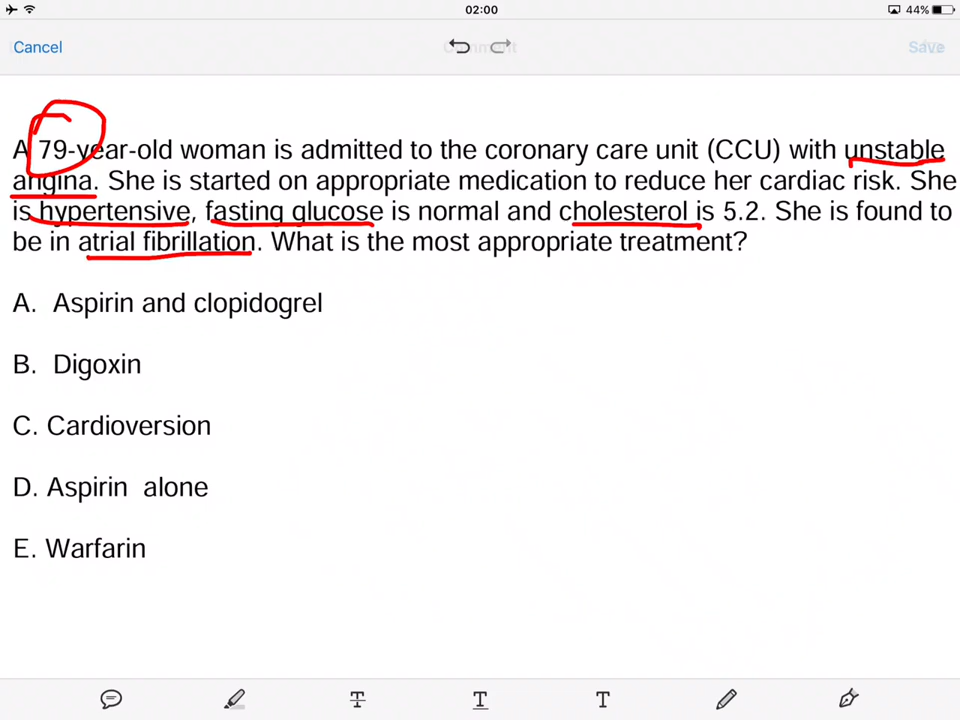 02:00
44%
Cancel
Comment
Save
A 79-year-old woman is admitted to the coronary care unit (CCU) with unstable
angina. She is started on appropriate medication to reduce her cardiac risk. She
is hypertensive, fasting glucose is normal and cholesterol is 5.2. She is found to
be in atrial fibrillation. What is the most appropriate treatment?
A. Aspirin and clopidogrel
B. Digoxin
C. Cardioversion
D. Aspirin alone
E. Warfarin
T
T
T